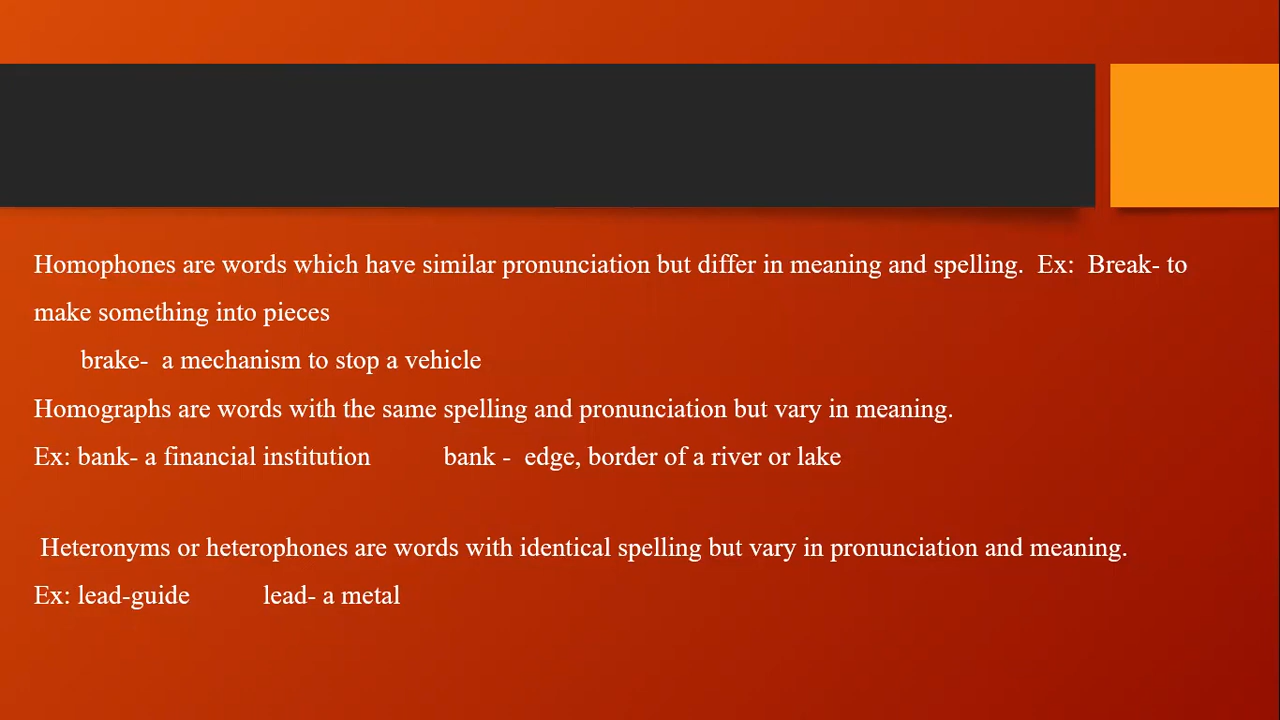 Homophones are words which have similar pronunciation but differ in meaning and spelling.  Ex:  Break- to
make something into pieces
brake-  a mechanism to stop a vehicle
Homographs are words with the same spelling and pronunciation but vary in meaning.
Ex: bank- a financial institution          bank -  edge, border of a river or lake
Heteronyms or heterophones are words with identical spelling but vary in pronunciation and meaning.
Ex: lead-guide          lead- a metal